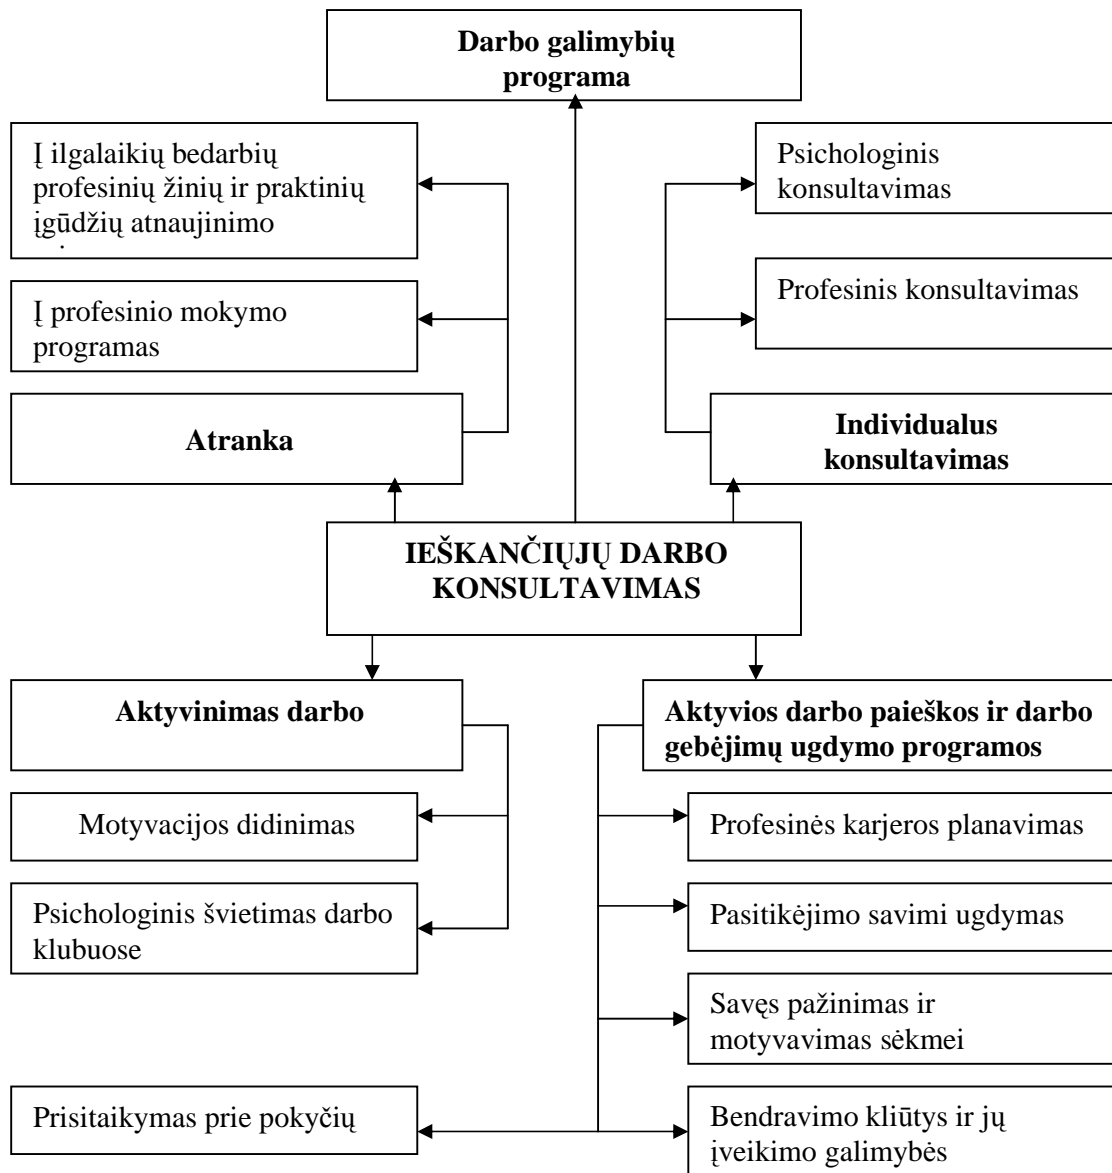 Darbo galimybių
programa
Į ilgalaikių bedarbių
profesinių žinių ir praktinių
įgūdžių atnaujinimo
Psichologinis
konsultavimas
Į profesinio mokymo
programas
Profesinis konsultavimas
Atranka
Individualus
konsultavimas
IEŠKANČIŲJŲ DARBO
KONSULTAVIMAS
Aktyvinimas darbo
Aktyvios darbo paieškos ir darbo
gebėjimų ugdymo programos
Motyvacijos didinimas
Profesinės karjeros planavimas
Psichologinis švietimas darbo
klubuose
Pasitikėjimo savimi ugdymas
Savęs pažinimas ir
motyvavimas sėkmei
Prisitaikymas prie pokyčių
Bendravimo kliūtys ir jų
įveikimo galimybės